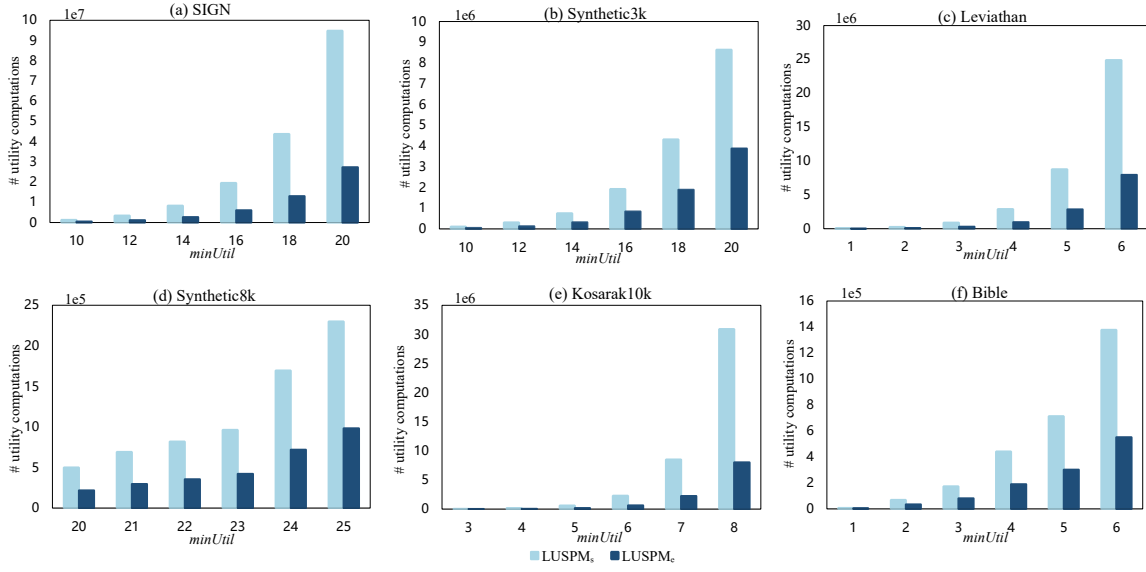 (a) SIGN
1e7
# utility computations
10
9
8
7
6
5
4
3
2
1
0
10 12 14 16 18 20
minUtil
(b) Synthetic3k
1e6
# utility computations
10
9
8
7
6
5
4
3
2
1
0
10 12 14 16 18 20
minUtil
(c) Leviathan
1e6
# utility computations
30
25
20
15
10
5
0
1 2 3 4 5 6
minUtil
(d) Synthetic8k
1e5
# utility computations
25
20
15
10
5
0
20 21 22 23 24 25
minUtil
(e) Kosarak10k
1e6
# utility computations
35
30
25
20
15
10
5
0
3 4 5 6 7 8
minUtil
(f) Bible
1e5
# utility computations
16
14
12
10
8
6
4
2
0
1 2 3 4 5 6
minUtil
LUSPMs LUSPMe